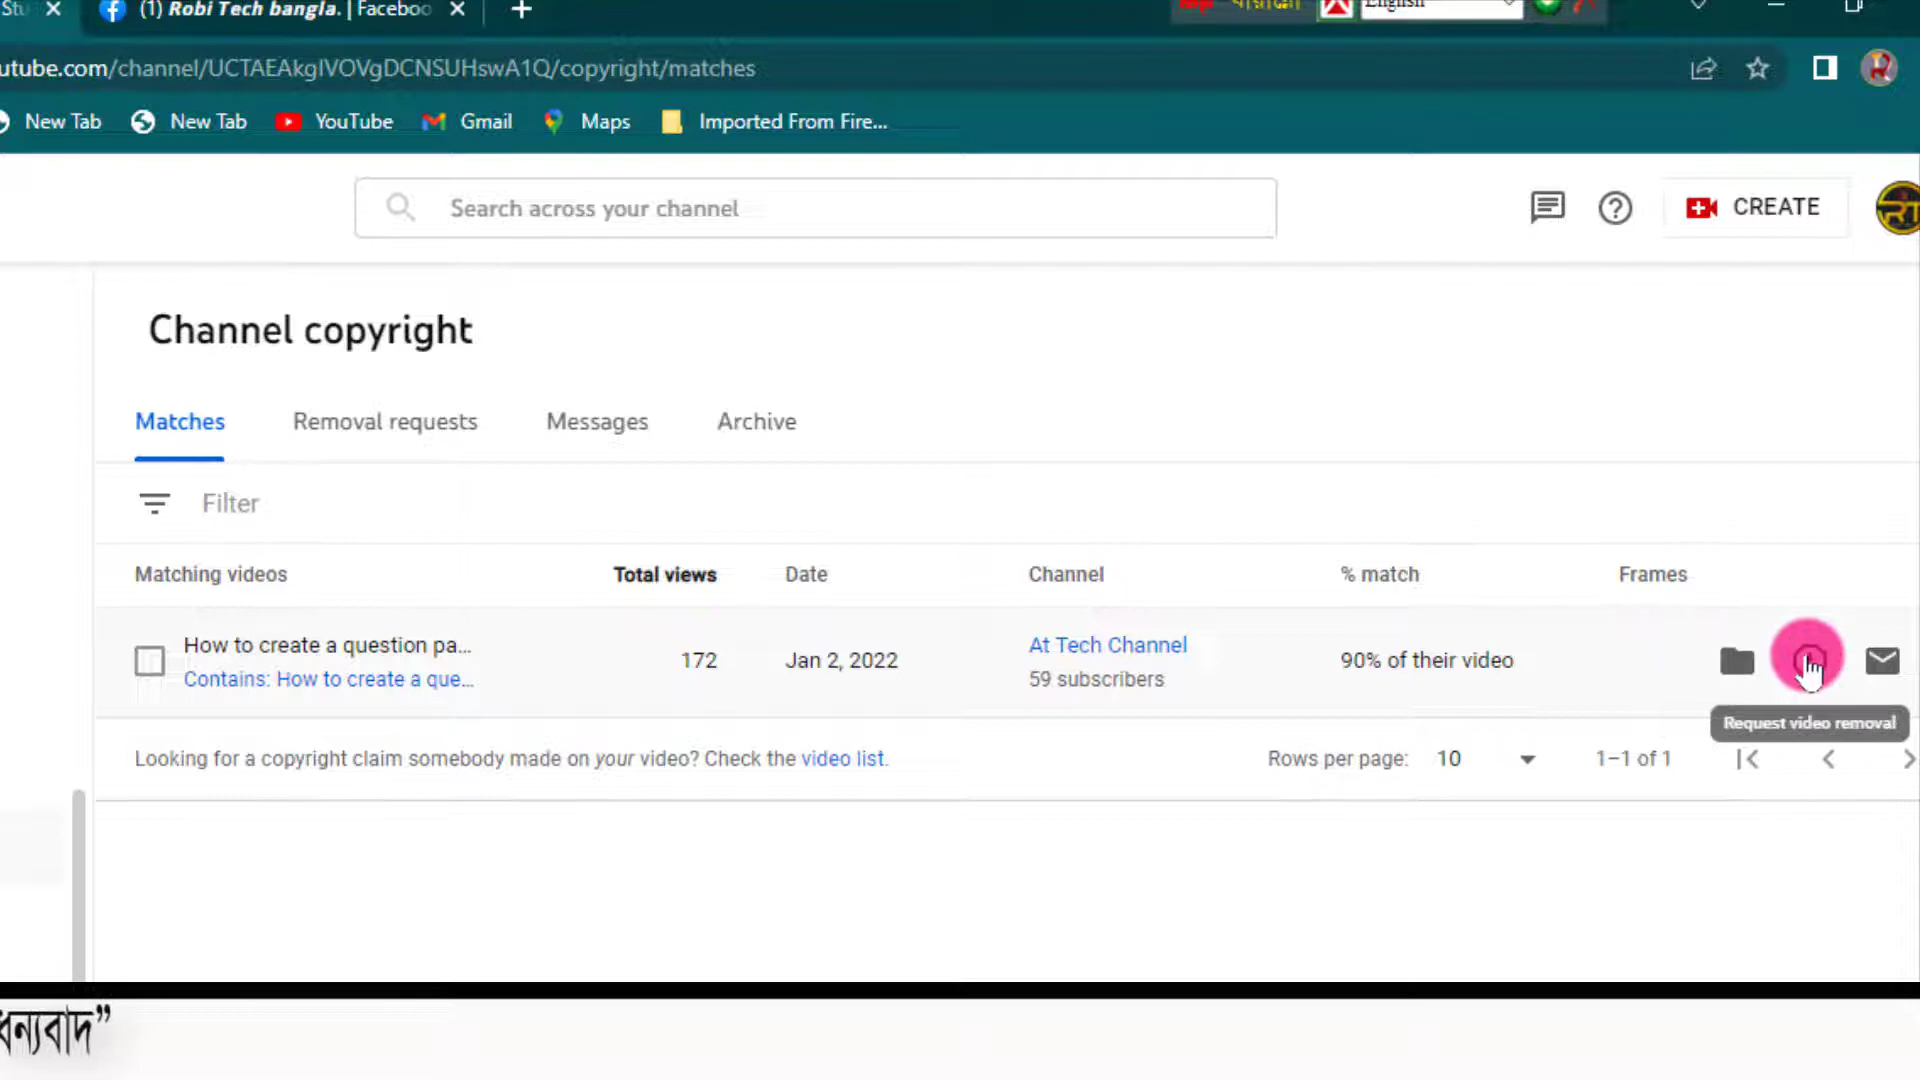 Stu
(1) Robi Tech bangla. | Faceboo
English
utube.com/channel/UCTAEAkglVOVgDCNSUHswA1Q/copyright/matches
New Tab
New Tab
YouTube
Gmail
Maps
Imported From Fire...
Search across your channel
CREATE
RT
Channel copyright
Matches
Removal requests
Messages
Archive
Filter
Matching videos
Total views
Date
Channel
% match
Frames
How to create a question pa...
Contains: How to create a que...
172
Jan 2, 2022
At Tech Channel
59 subscribers
90% of their video
Request video removal
Looking for a copyright claim somebody made on your video? Check the video list.
Rows per page: 10
1–1 of 1
ধন্যবাদ”